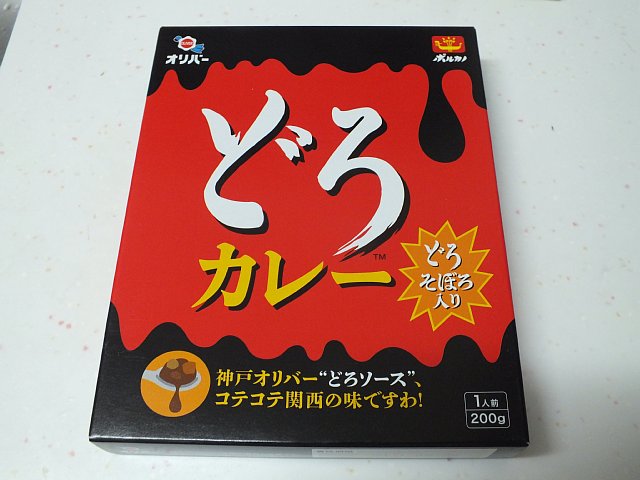 オリバー
ボルカノ
どろ
カレー™
どろ
そぼろ
入り
神戸オリバー“どろソース”、
コテコテ関西の味ですわ!
1人前
200g